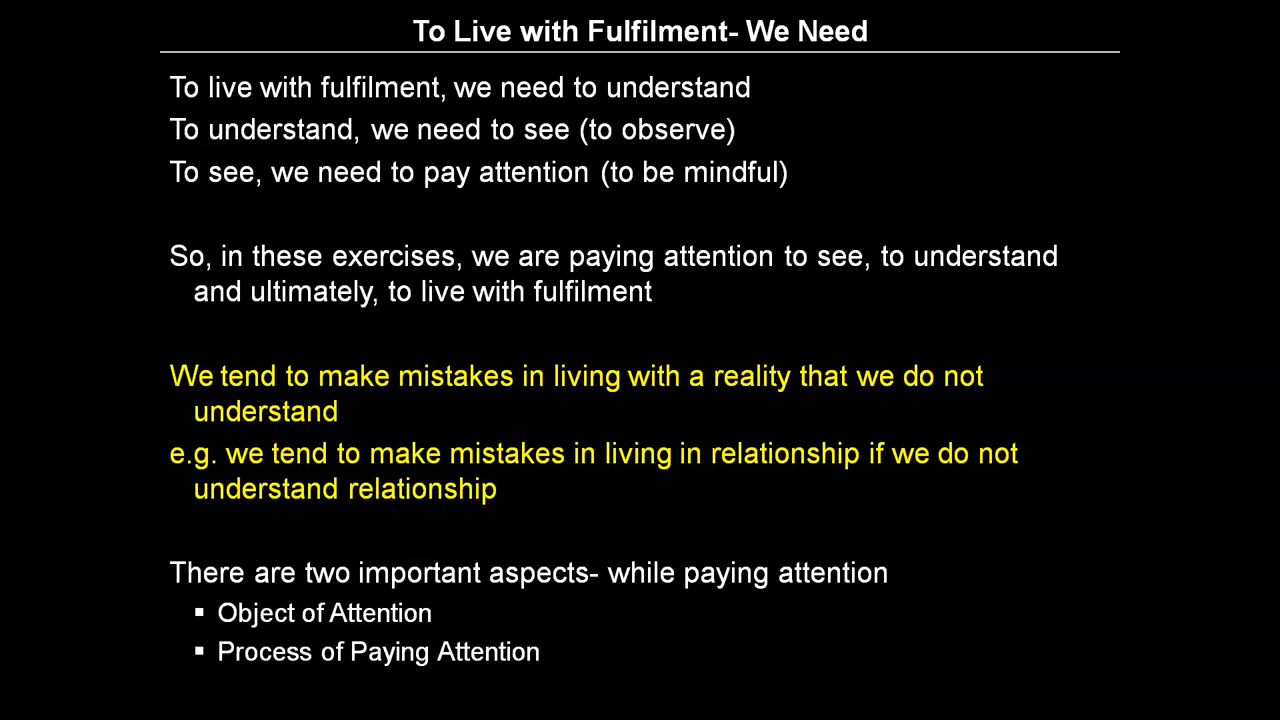 To Live with Fulfilment- We Need
To live with fulfilment, we need to understand
To understand, we need to see (to observe)
To see, we need to pay attention (to be mindful)
So, in these exercises, we are paying attention to see, to understand
and ultimately, to live with fulfilment
We tend to make mistakes in living with a reality that we do not
understand
e.g. we tend to make mistakes in living in relationship if we do not
understand relationship
There are two important aspects- while paying attention
▪ Object of Attention
▪ Process of Paying Attention